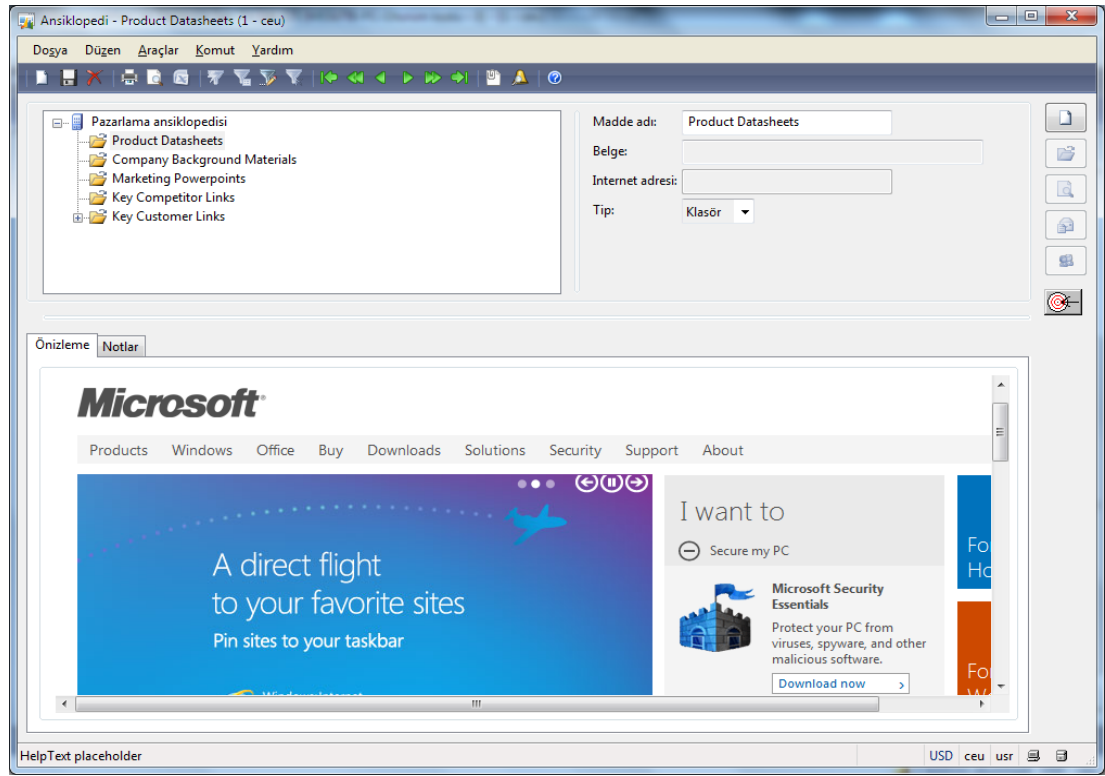 Ansiklopedi - Product Datasheets (1 - ceu)
Dosya Düzen Araçlar Komut Yardım
Pazarlama ansiklopedisi
Product Datasheets
Company Background Materials
Marketing Powerpoints
Key Competitor Links
Key Customer Links
Madde adı: Product Datasheets
Belge:
Internet adresi:
Tip: Klasör
Önizleme Notlar
Microsoft
Products Windows Office Buy Downloads Solutions Security Support About
A direct flight
to your favorite sites
Pin sites to your taskbar
Windows Internet
I want to
Secure my PC
Microsoft Security
Essentials
Protect your PC from
viruses, spyware, and other
malicious software.
Download now
HelpText placeholder
USD ceu usr